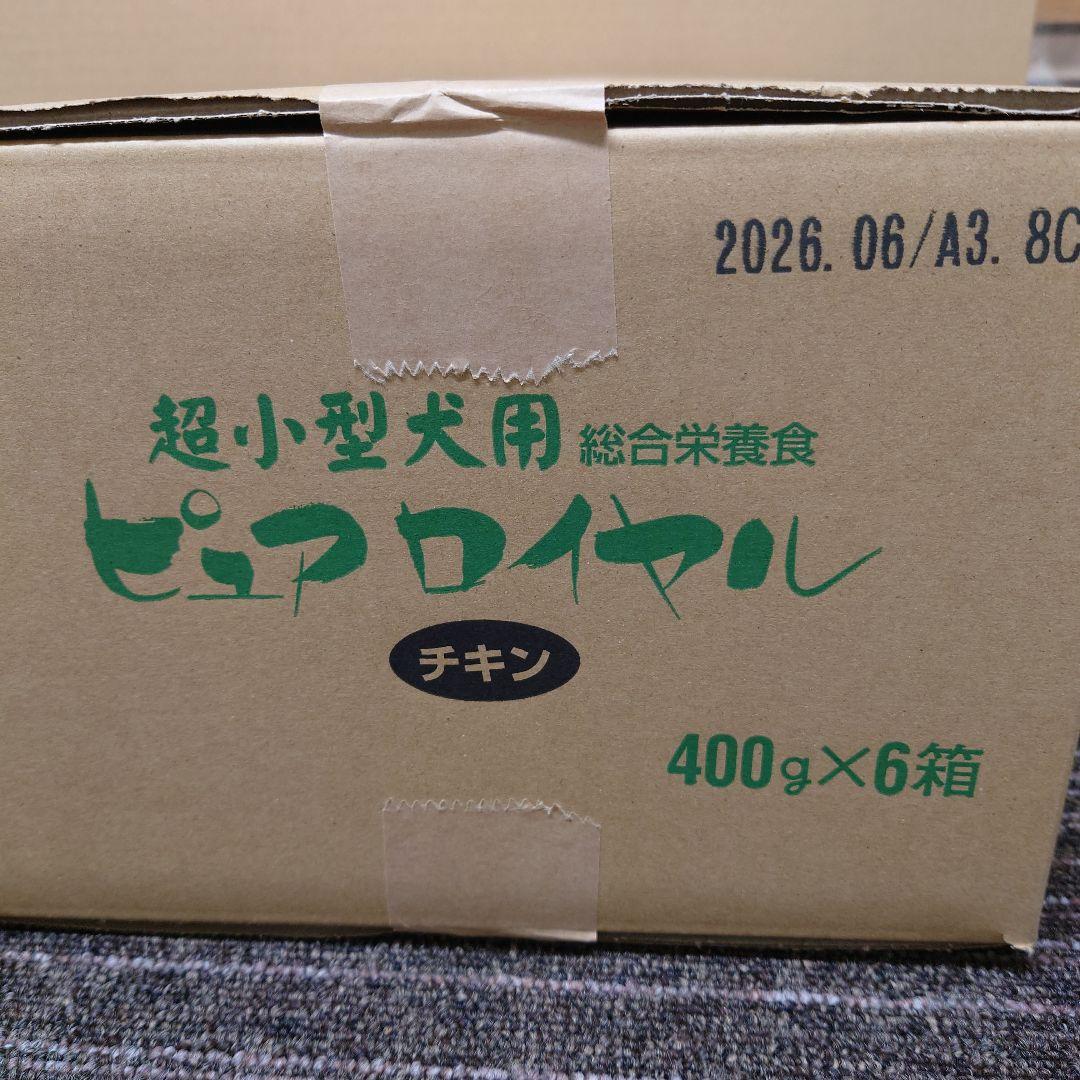 2026.06/A3. 8C
超小型犬用 総合栄養食
ピュアロイヤル
チキン
400g×6箱